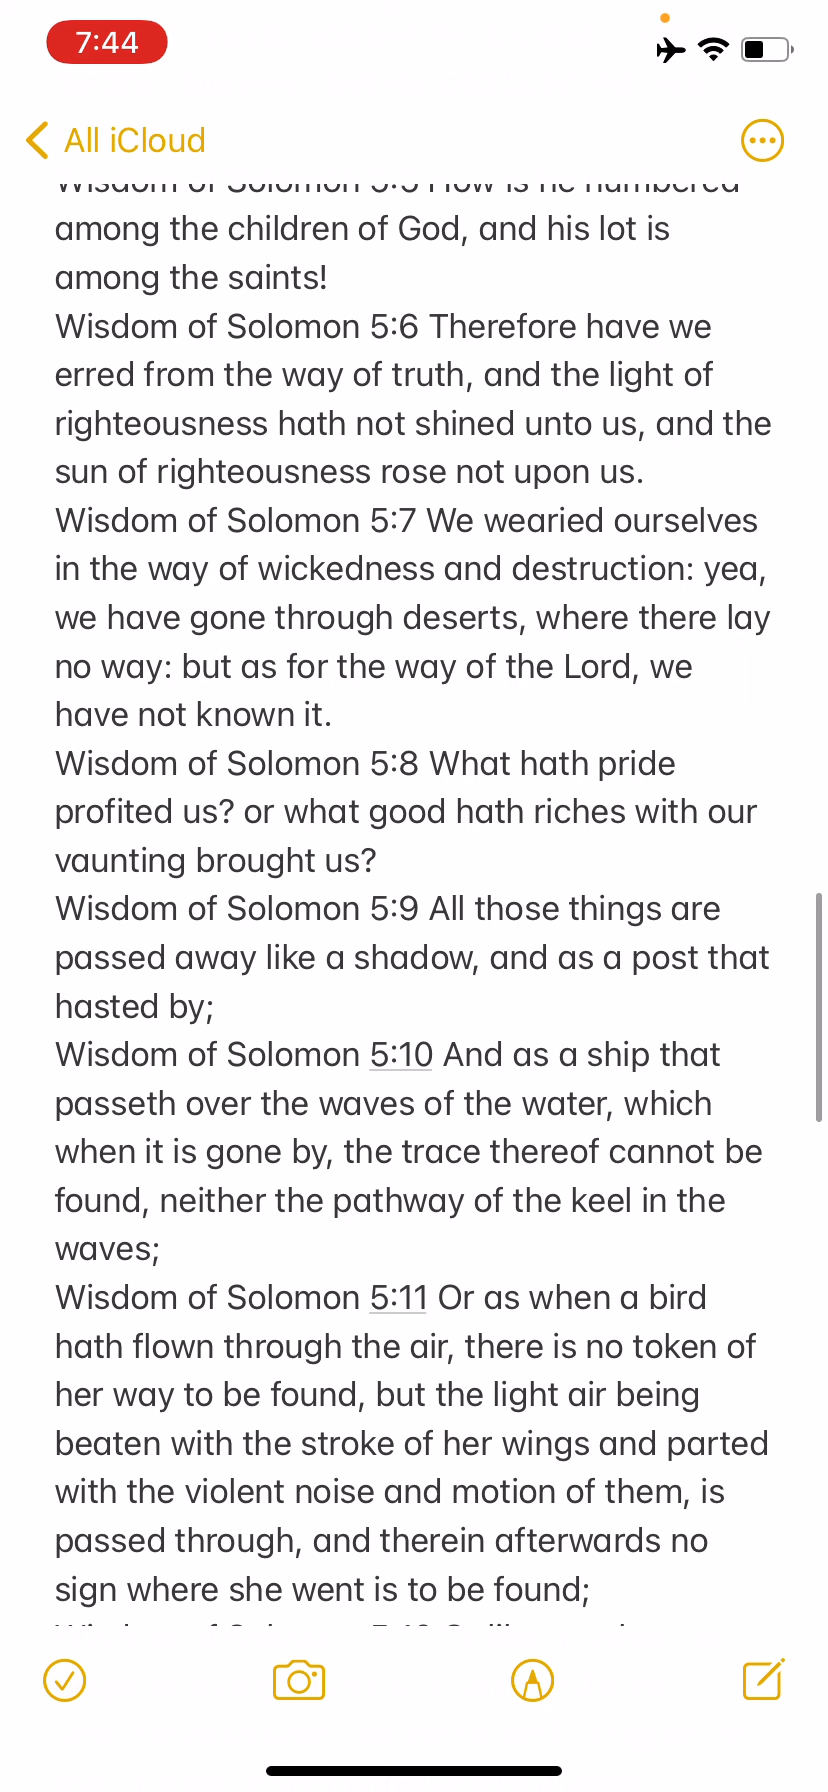 7:44
All iCloud
Wisdom of Solomon 5:5 How is he numbered
among the children of God, and his lot is
among the saints!
Wisdom of Solomon 5:6 Therefore have we
erred from the way of truth, and the light of
righteousness hath not shined unto us, and the
sun of righteousness rose not upon us.
Wisdom of Solomon 5:7 We wearied ourselves
in the way of wickedness and destruction: yea,
we have gone through deserts, where there lay
no way: but as for the way of the Lord, we
have not known it.
Wisdom of Solomon 5:8 What hath pride
profited us? or what good hath riches with our
vaunting brought us?
Wisdom of Solomon 5:9 All those things are
passed away like a shadow, and as a post that
hasted by;
Wisdom of Solomon 5:10 And as a ship that
passeth over the waves of the water, which
when it is gone by, the trace thereof cannot be
found, neither the pathway of the keel in the
waves;
Wisdom of Solomon 5:11 Or as when a bird
hath flown through the air, there is no token of
her way to be found, but the light air being
beaten with the stroke of her wings and parted
with the violent noise and motion of them, is
passed through, and therein afterwards no
sign where she went is to be found;